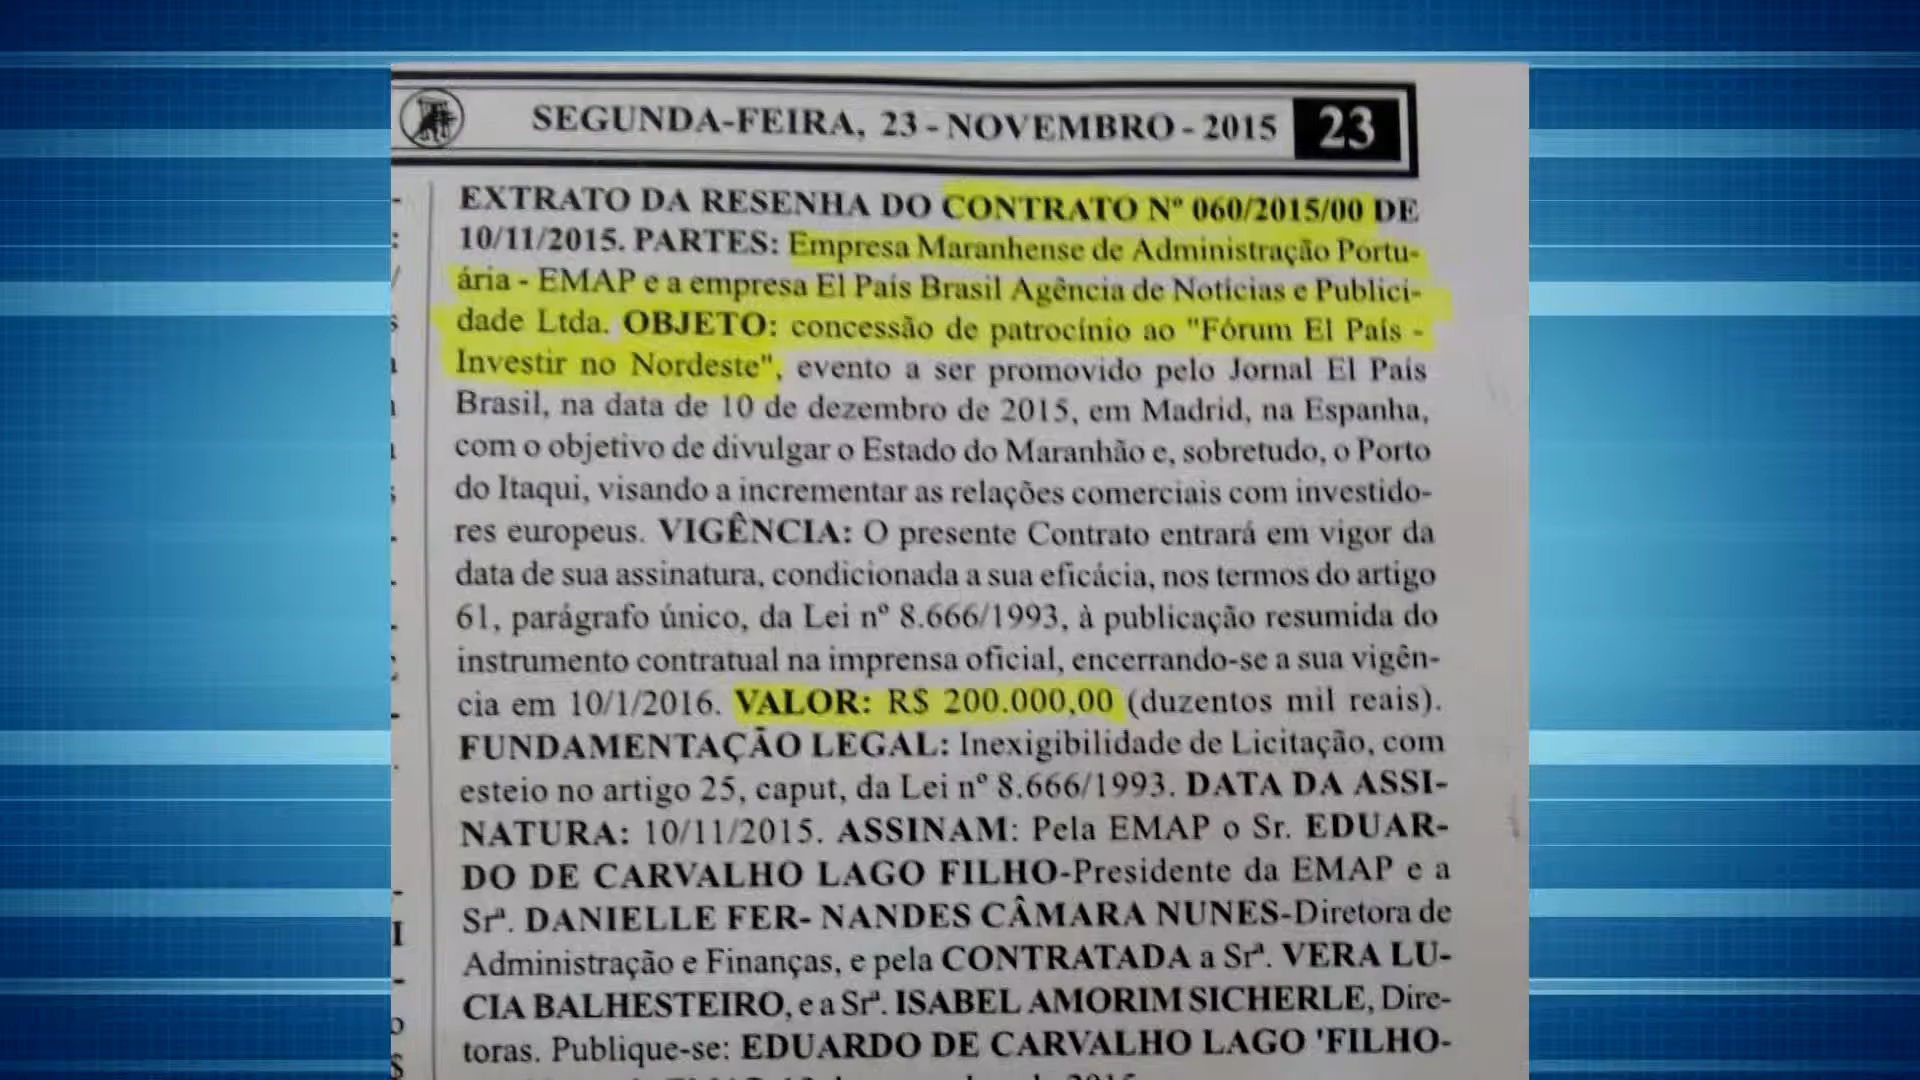 SEGUNDA-FEIRA, 23 - NOVEMBRO - 2015 23
EXTRATO DA RESENHA DO CONTRATO Nº 060/2015/00 DE
10/11/2015. PARTES: Empresa Maranhense de Administração Portu-
ária - EMAP e a empresa El País Brasil Agência de Notícias e Publici-
dade Ltda. OBJETO: concessão de patrocínio ao "Fórum El País -
Investir no Nordeste", evento a ser promovido pelo Jornal El País
Brasil, na data de 10 de dezembro de 2015, em Madrid, na Espanha,
com o objetivo de divulgar o Estado do Maranhão e, sobretudo, o Porto
do Itaqui, visando a incrementar as relações comerciais com investido-
res europeus. VIGÊNCIA: O presente Contrato entrará em vigor da
data de sua assinatura, condicionada a sua eficácia, nos termos do artigo
61, parágrafo único, da Lei nº 8.666/1993, à publicação resumida do
instrumento contratual na imprensa oficial, encerrando-se a sua vigên-
cia em 10/1/2016. VALOR: R$ 200.000,00 (duzentos mil reais).
FUNDAMENTAÇÃO LEGAL: Inexigibilidade de Licitação, com
esteio no artigo 25, caput, da Lei nº 8.666/1993. DATA DA ASSI-
NATURA: 10/11/2015. ASSINAM: Pela EMAP o Sr. EDUAR-
DO DE CARVALHO LAGO FILHO-Presidente da EMAP e a
Srª. DANIELLE FER- NANDES CÂMARA NUNES-Diretora de
Administração e Finanças, e pela CONTRATADA a Srª. VERA LU-
CIA BALHESTEIRO, e a Srª. ISABEL AMORIM SICHERLE, Dire-
toras. Publique-se: EDUARDO DE CARVALHO LAGO 'FILHO-